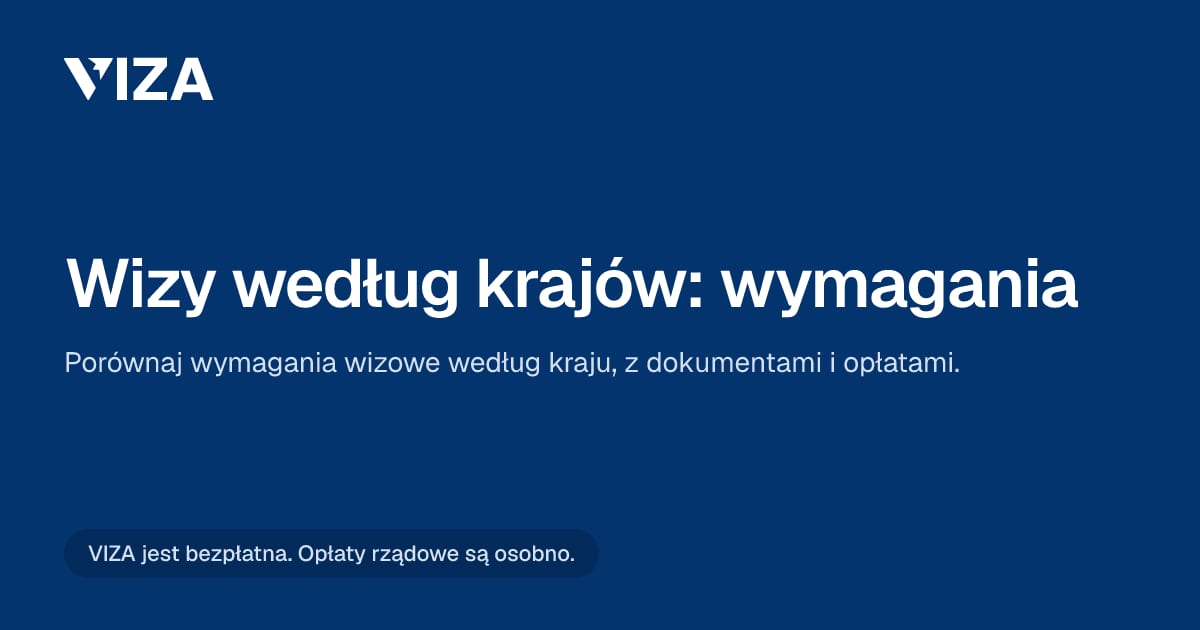 VIZA
Wizy według krajów: wymagania
Porównaj wymagania wizowe według kraju, z dokumentami i opłatami.
VIZA jest bezpłatna. Opłaty rządowe są osobno.